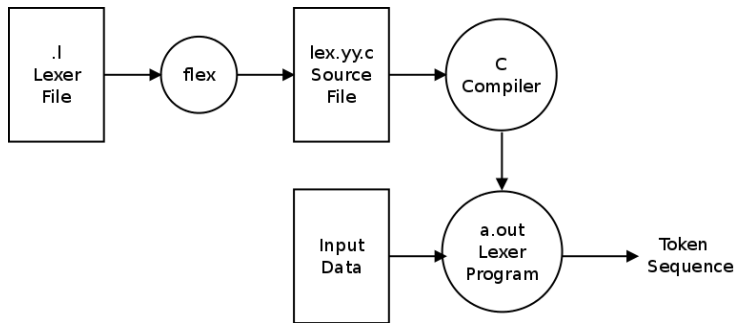 .l
Lexer
File
flex
lex.yy.c
Source
File
C
Compiler
Input
Data
a.out
Lexer
Program
Token
Sequence